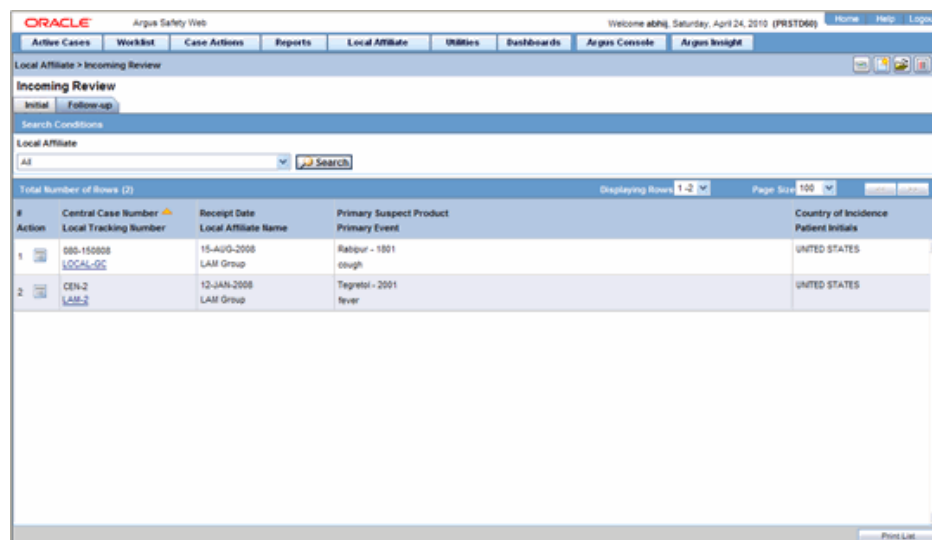 ORACLE Argus Safety Web Welcome abhij, Saturday, April 24, 2010 (PRSTD60) Home Help Logou
Active Cases Worklist Case Actions Reports Local Affiliate Utilities Dashboards Argus Console Argus Insight
Local Affiliate > Incoming Review
Incoming Review
Initial Follow-up
Search Conditions
Local Affiliate
All Search
Total Number of Rows (2) Displaying Rows 1 -2 Page Size 100
# Central Case Number Receipt Date Primary Suspect Product Country of Incidence
Action Local Tracking Number Local Affiliate Name Primary Event Patient Initials
1 080-150808 15-AUG-2008 Rabipur - 1801 UNITED STATES
LOCAL-GC LAM Group cough
2 CEN-2 12-JAN-2008 Tegretol - 2001 UNITED STATES
LAM-2 LAM Group fever
Print List